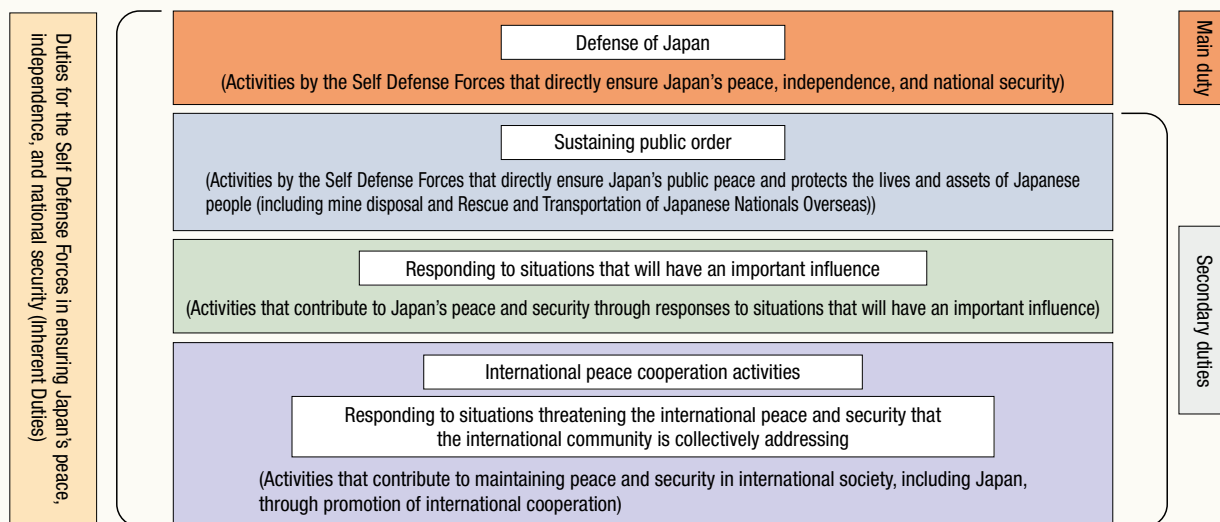 Duties for the Self Defense Forces in ensuring Japan's peace,
independence, and national security (Inherent Duties)
Defense of Japan
(Activities by the Self Defense Forces that directly ensure Japan's peace, independence, and national security)
Main duty
Sustaining public order
(Activities by the Self Defense Forces that directly ensure Japan's public peace and protects the lives and assets of Japanese
people (including mine disposal and Rescue and Transportation of Japanese Nationals Overseas))
Responding to situations that will have an important influence
(Activities that contribute to Japan's peace and security through responses to situations that will have an important influence)
International peace cooperation activities
Responding to situations threatening the international peace and security that
the international community is collectively addressing
(Activities that contribute to maintaining peace and security in international society, including Japan,
through promotion of international cooperation)
Secondary duties